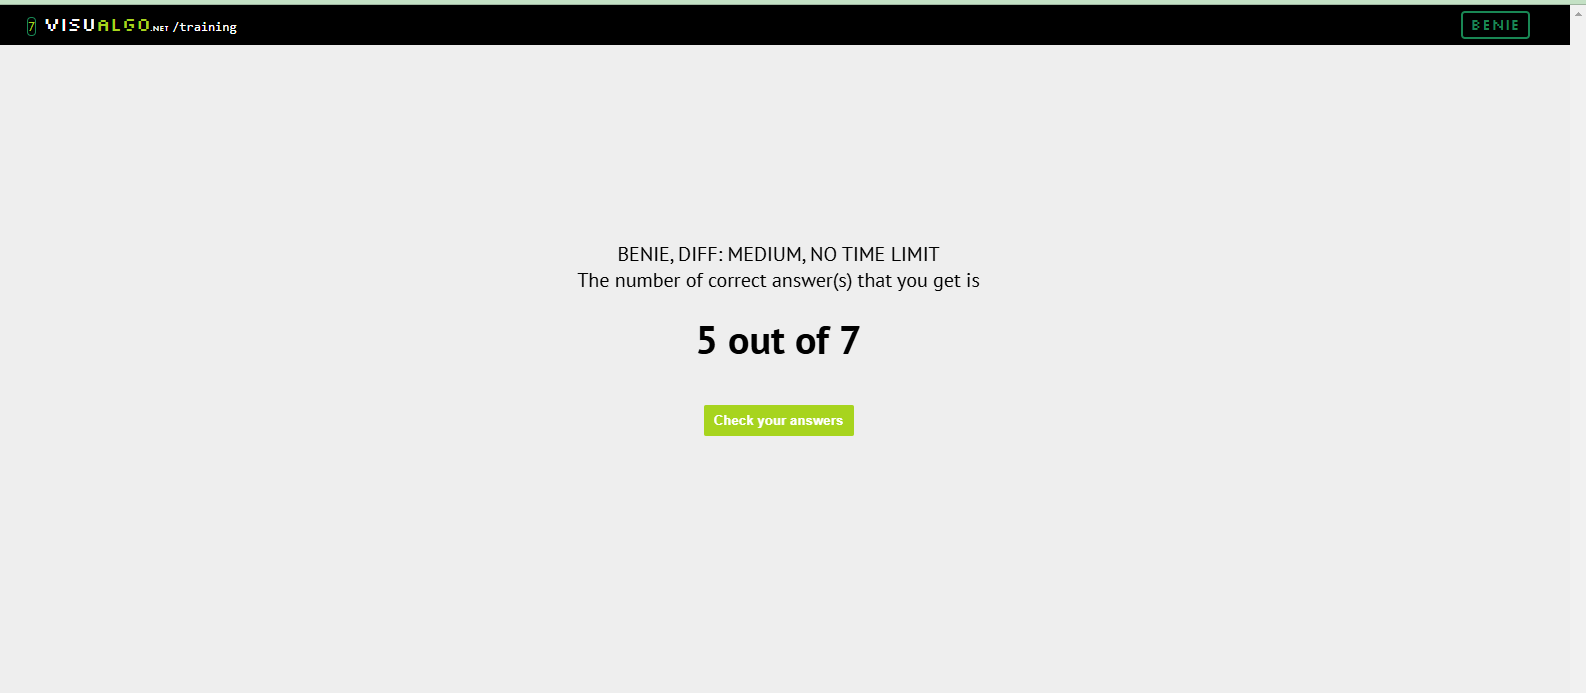 7 VISUALGO.NET /training
BENIE
BENIE, DIFF: MEDIUM, NO TIME LIMIT
The number of correct answer(s) that you get is
5 out of 7
Check your answers